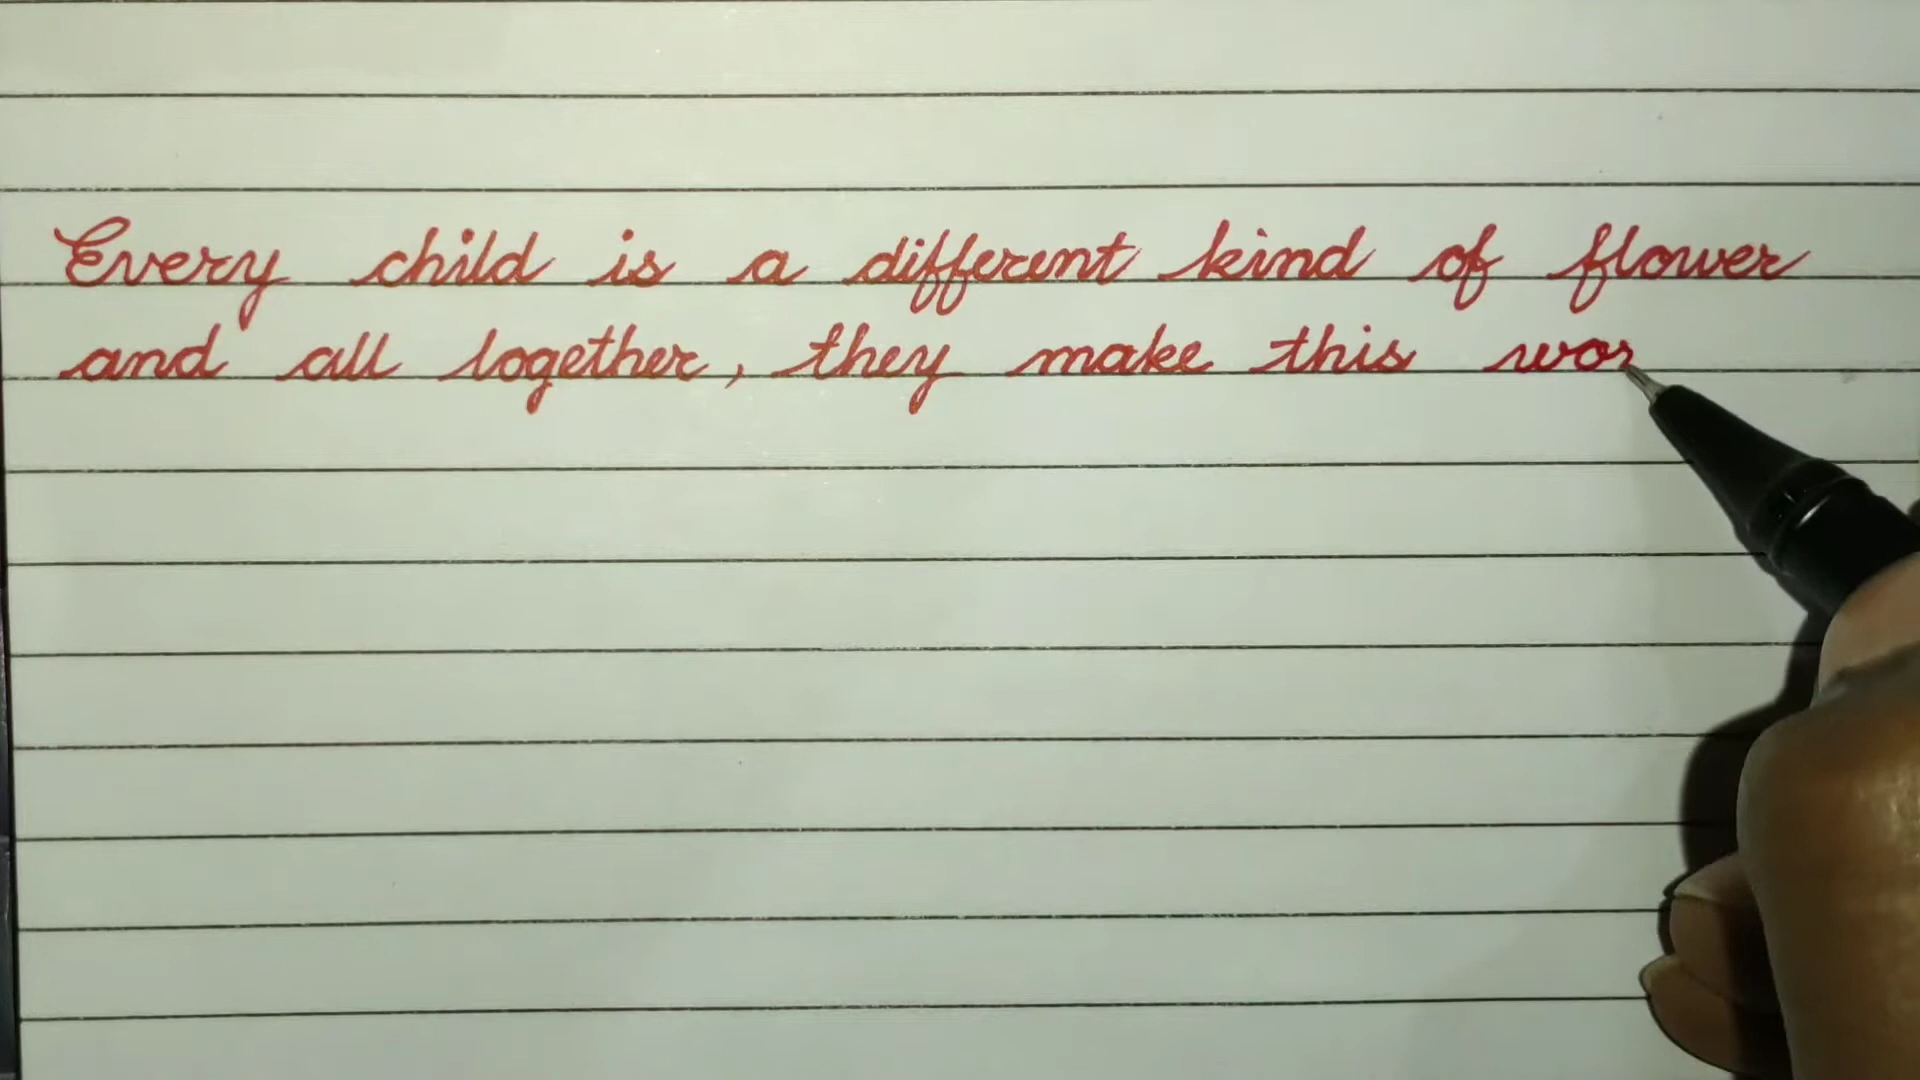 Every child is a different kind of flower
and all together, they make this wor